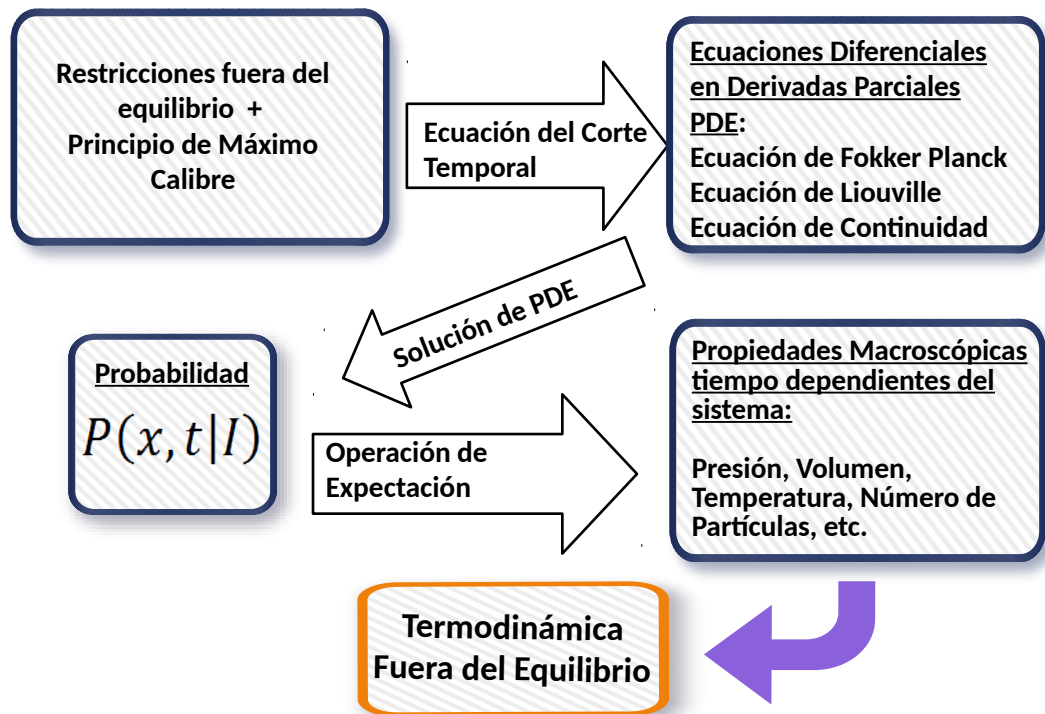 Restricciones fuera del
equilibrio +
Principio de Máximo
Calibre
Ecuación del Corte
Temporal
Ecuaciones Diferenciales
en Derivadas Parciales
PDE:
Ecuación de Fokker Planck
Ecuación de Liouville
Ecuación de Continuidad
Solución de PDE
Probabilidad
P(x, t|I)
Operación de
Expectación
Propiedades Macroscópicas
tiempo dependientes del
sistema:
Presión, Volumen,
Temperatura, Número de
Partículas, etc.
Termodinámica
Fuera del Equilibrio